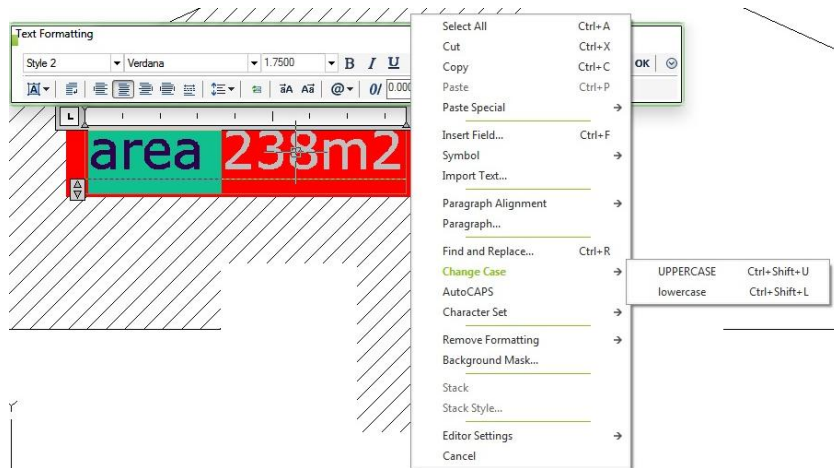 Text Formatting
Style 2 Verdana 1.7500 B I U OK
A aA Aa @ 0/ 0.000
L
area 238m2
Select All Ctrl+A
Cut Ctrl+X
Copy Ctrl+C
Paste Ctrl+P
Paste Special
Insert Field... Ctrl+F
Symbol
Import Text...
Paragraph Alignment
Paragraph...
Find and Replace... Ctrl+R
Change Case
AutoCAPS
Character Set
Remove Formatting
Background Mask...
Stack
Stack Style...
Editor Settings
Cancel
UPPERCASE Ctrl+Shift+U
lowercase Ctrl+Shift+L
Y